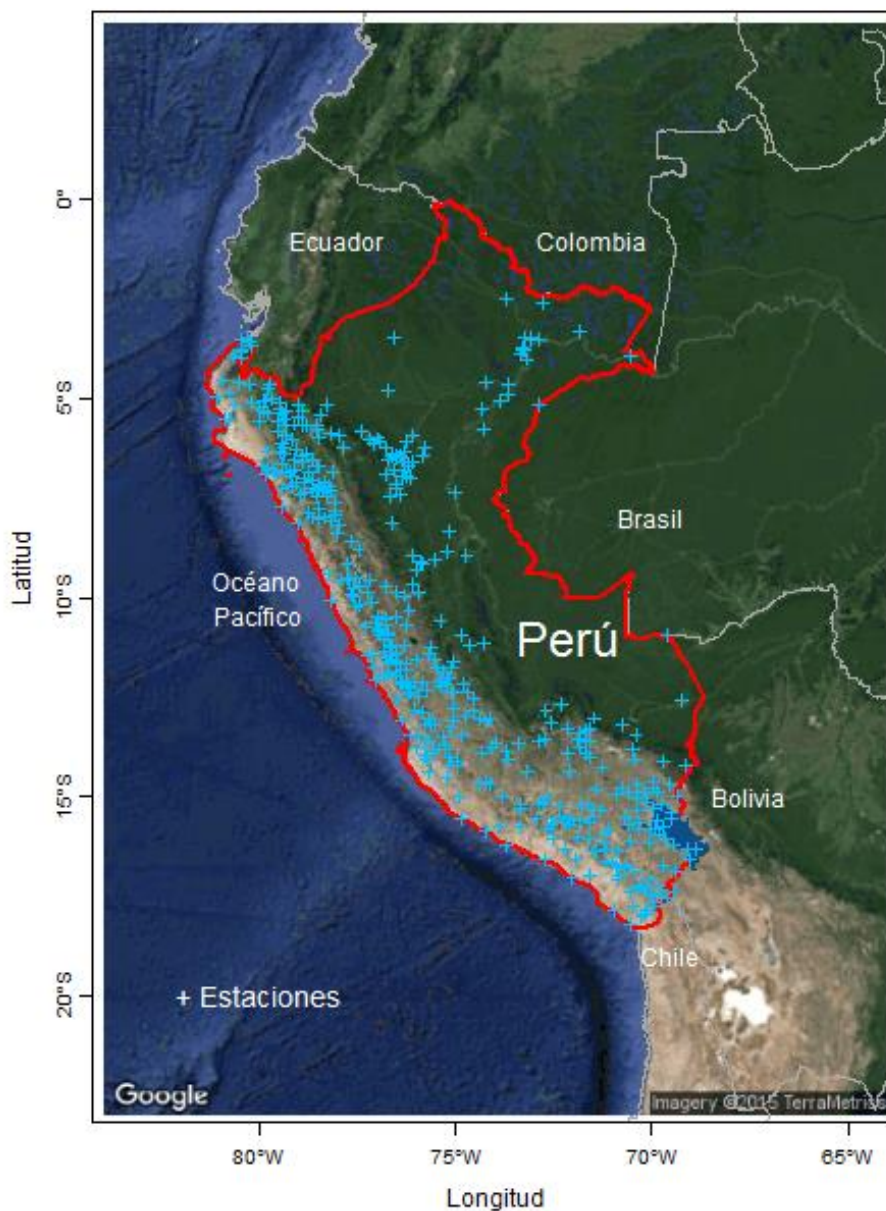 Ecuador
Colombia
Brasil
Océano
Pacífico
Perú
Bolivia
Chile
+ Estaciones
Google
Imagery ©2015 TerraMetrics
0°
5°S
10°S
15°S
20°S
Latitud
80°W
75°W
70°W
65°W
Longitud